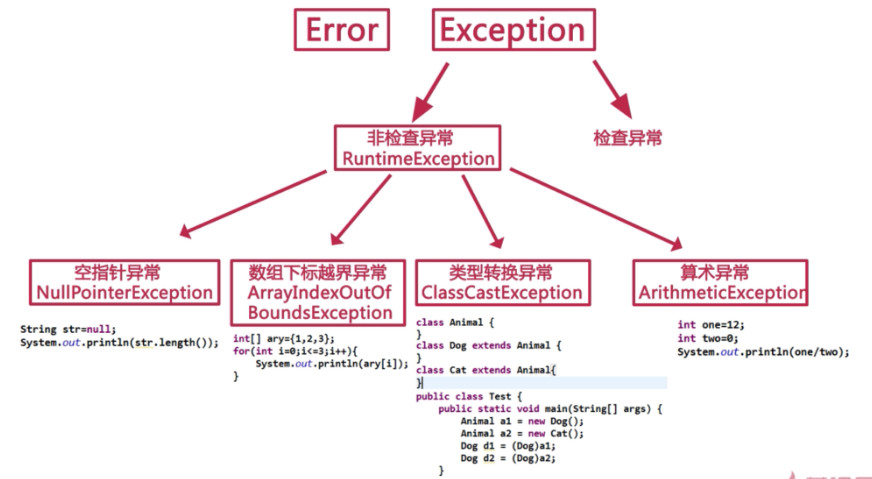 Error
Exception
非检查异常
RuntimeException
检查异常
空指针异常
NullPointerException
String str=null;
System.out.println(str.length());
数组下标越界异常
ArrayIndexOutOf
BoundsException
int[] ary={1,2,3};
for(int i=0;i<=3;i++){
System.out.println(ary[i]);
}
类型转换异常
ClassCastException
class Animal {
}
class Dog extends Animal {
}
class Cat extends Animal{
}
public class Test {
public static void main(String[] args) {
Animal a1 = new Dog();
Animal a2 = new Cat();
Dog d1 = (Dog)a1;
Dog d2 = (Dog)a2;
}
算术异常
ArithmeticException
int one=12;
int two=0;
System.out.println(one/two);